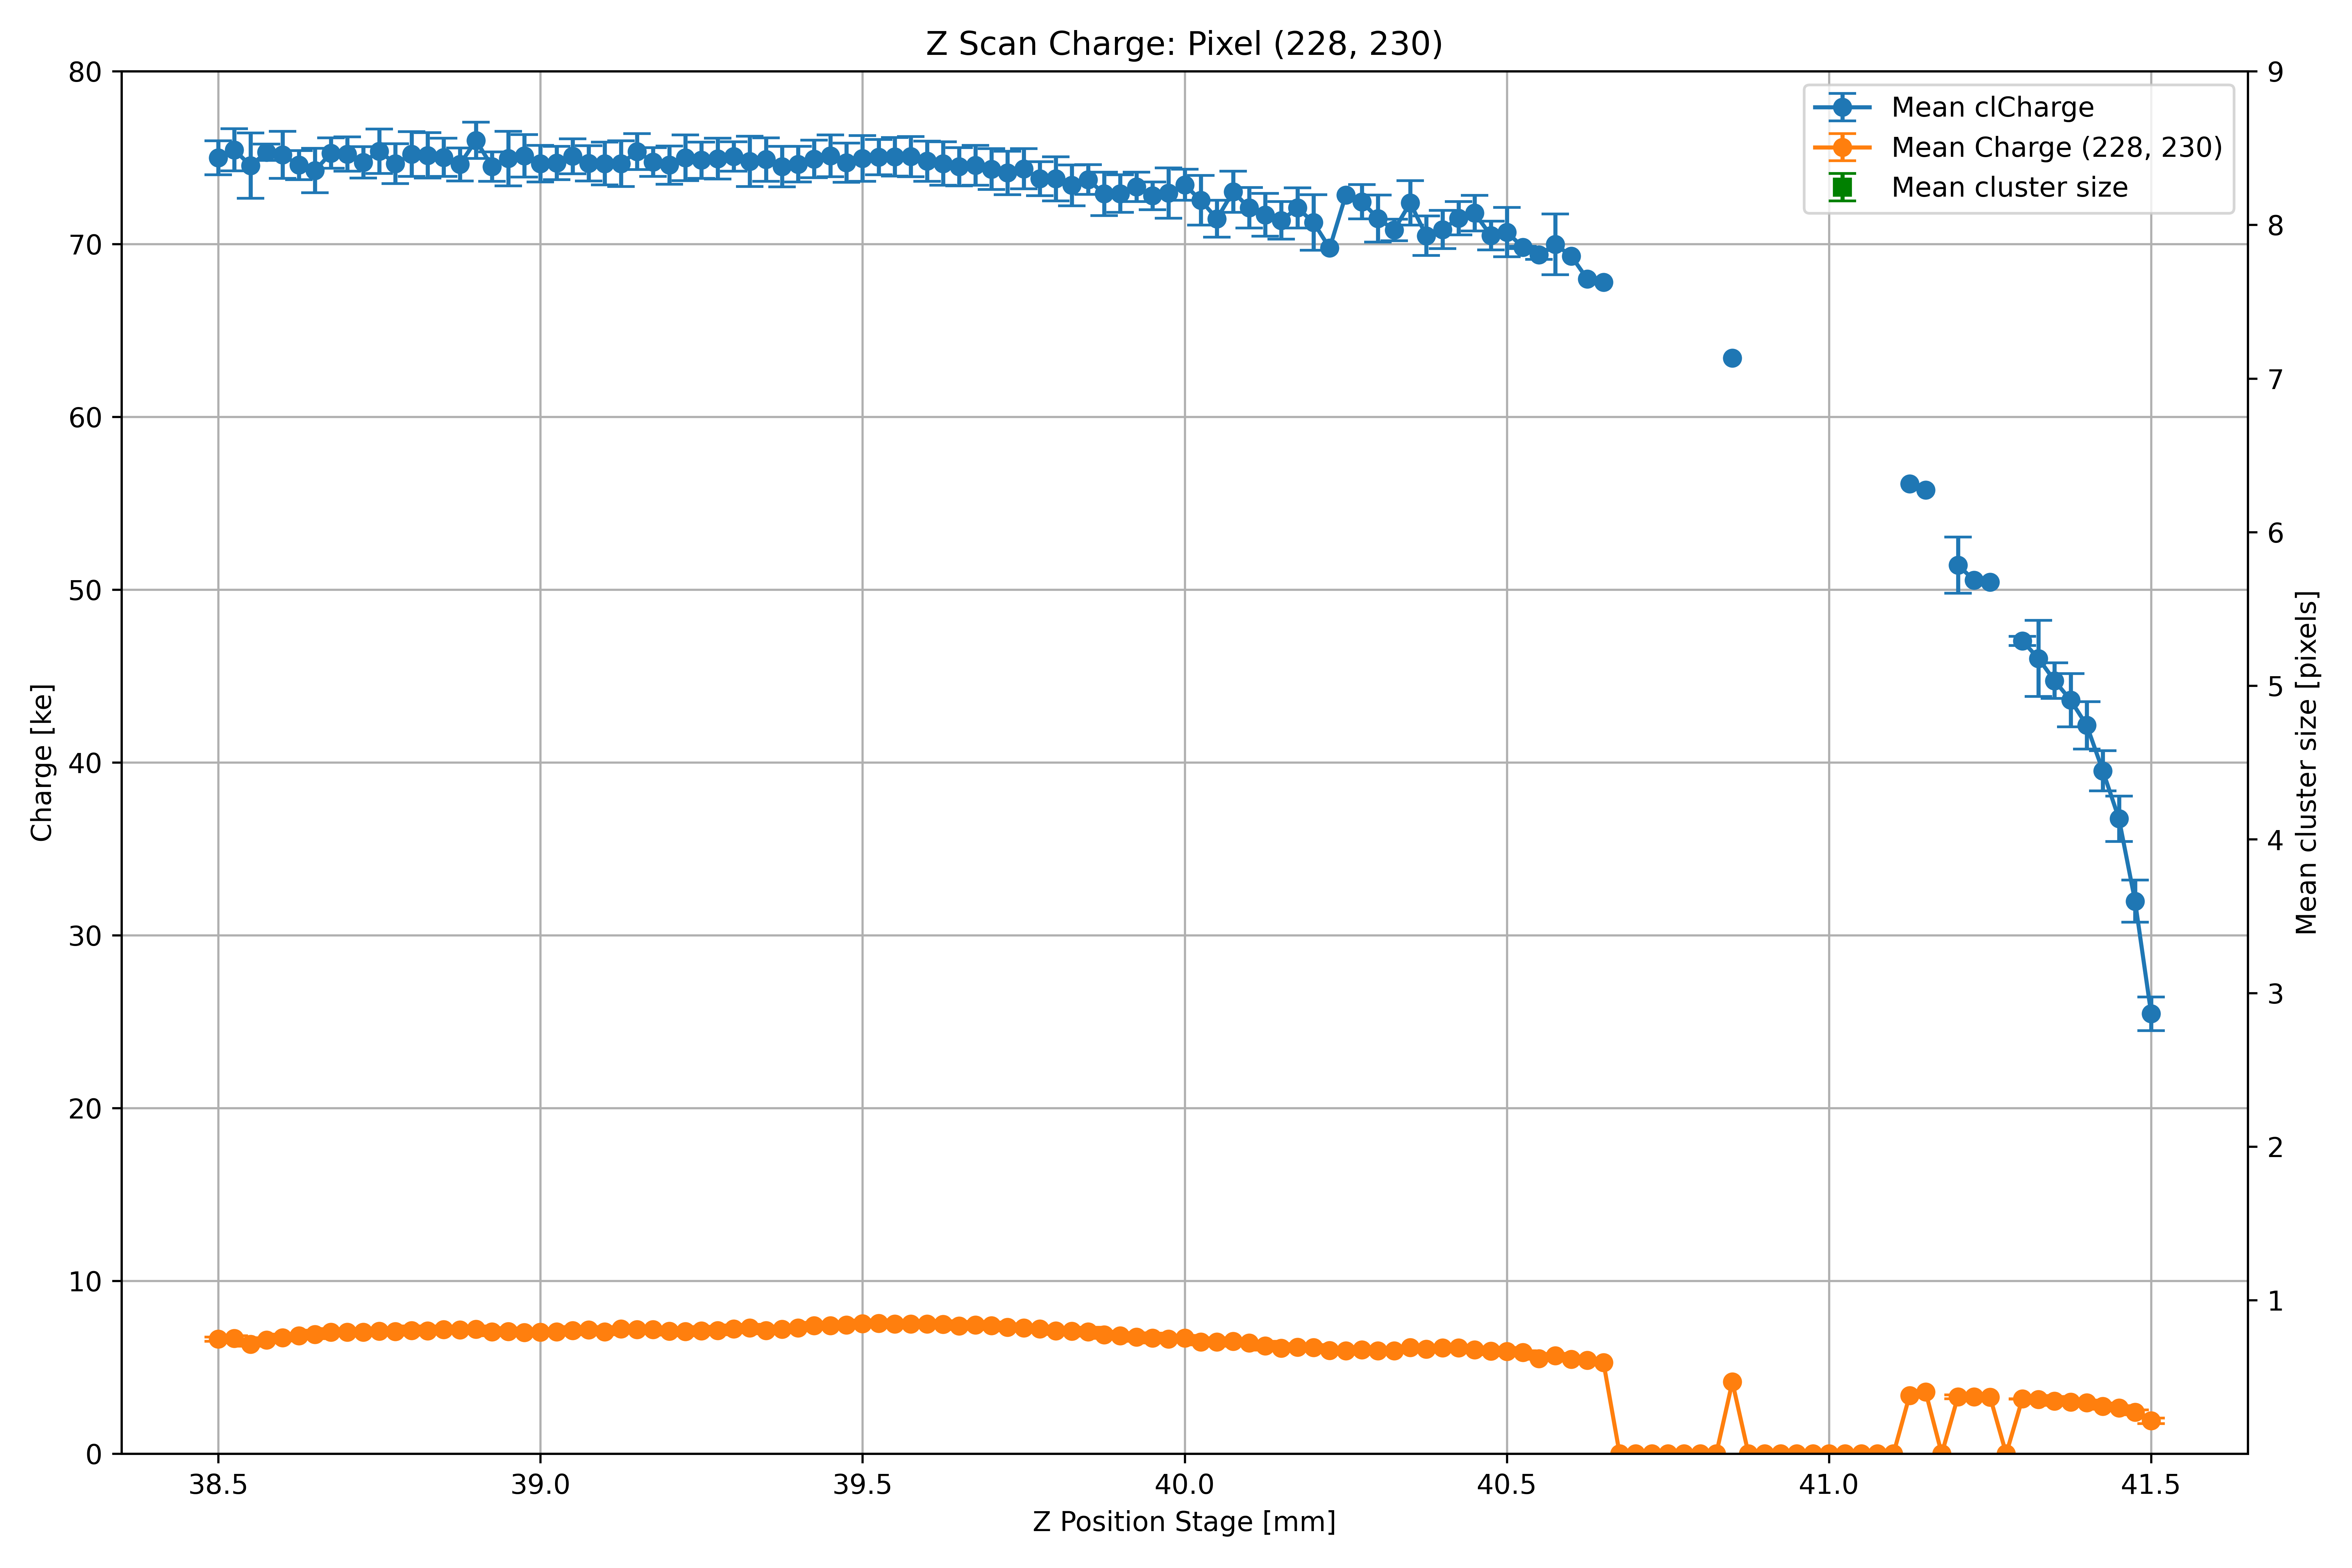 Z Scan Charge: Pixel (228, 230)
80
70
60
50
40
30
20
10
0
Charge [ke]
9
8
7
6
5
4
3
2
1
Mean cluster size [pixels]
Mean clCharge
Mean Charge (228, 230)
Mean cluster size
38.5 39.0 39.5 40.0 40.5 41.0 41.5
Z Position Stage [mm]